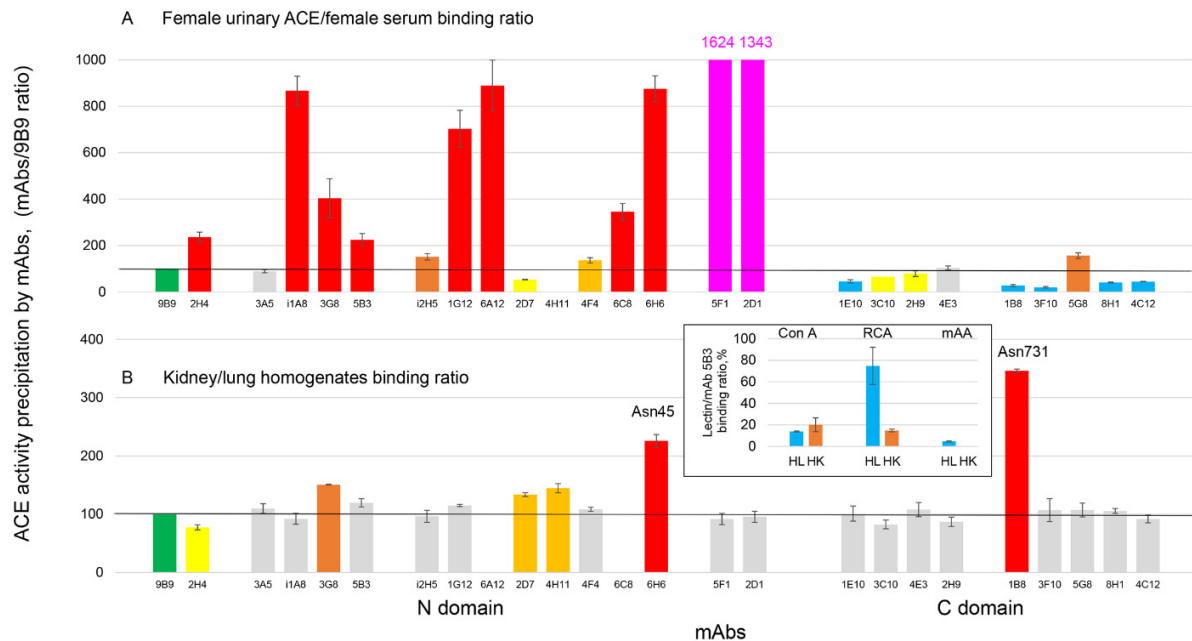 A Female urinary ACE/female serum binding ratio
ACE activity precipitation by mAbs, (mAbs/9B9 ratio)
1624 1343
1000
800
600
400
200
0
9B9 2H4 3A5 i1A8 3G8 5B3 i2H5 1G12 6A12 2D7 4H11 4F4 6C8 6H6 5F1 2D1 1E10 3C10 2H9 4E3 1B8 3F10 5G8 8H1 4C12
B Kidney/lung homogenates binding ratio
400
300
200
100
0
Asn45
Asn731
Con A RCA mAA
Lectin/mAb 5B3
binding ratio,%
100
80
60
40
20
0
HL HK HL HK HL HK
9B9 2H4 3A5 i1A8 3G8 5B3 i2H5 1G12 6A12 2D7 4H11 4F4 6C8 6H6 5F1 2D1 1E10 3C10 4E3 2H9 1B8 3F10 5G8 8H1 4C12
N domain C domain
mAbs